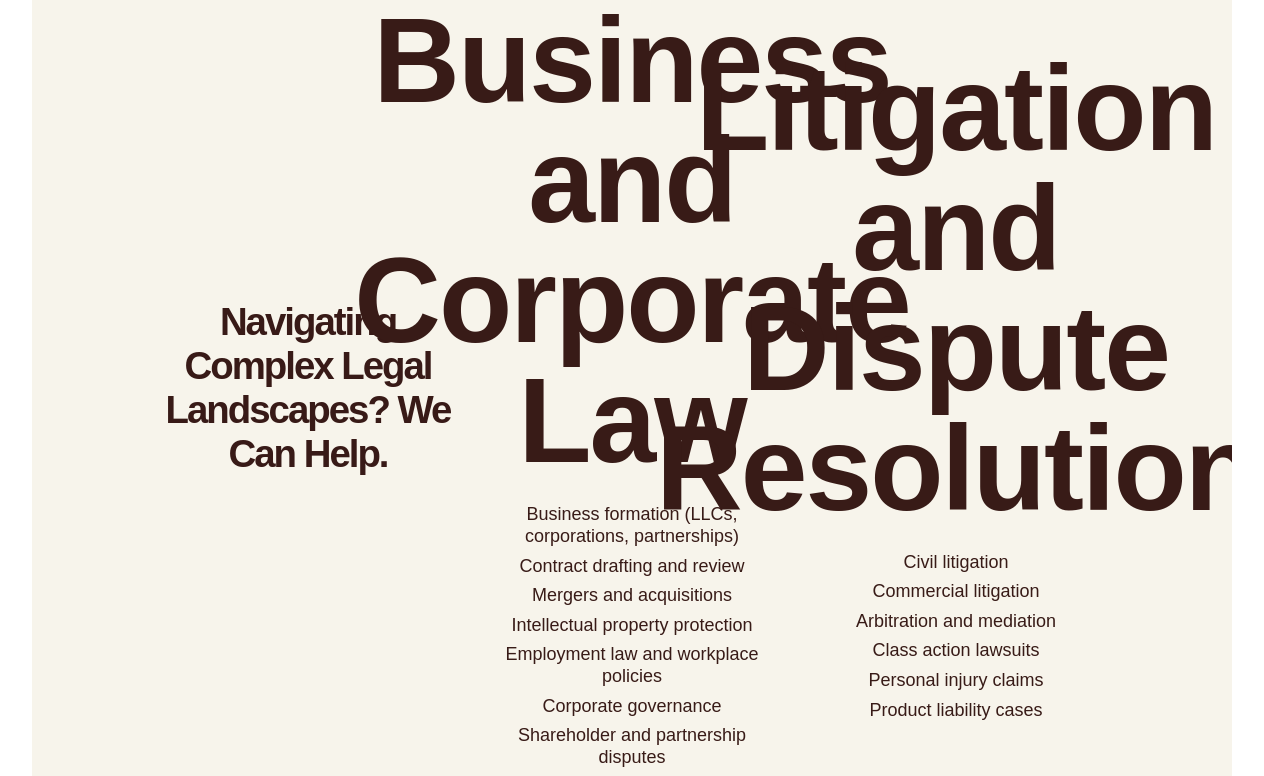 Navigating
Complex Legal
Landscapes? We
Can Help.
Business
and
Corporate
Law
Business formation (LLCs,
corporations, partnerships)
Contract drafting and review
Mergers and acquisitions
Intellectual property protection
Employment law and workplace
policies
Corporate governance
Shareholder and partnership
disputes
Litigation
and
Dispute
Resolution
Civil litigation
Commercial litigation
Arbitration and mediation
Class action lawsuits
Personal injury claims
Product liability cases